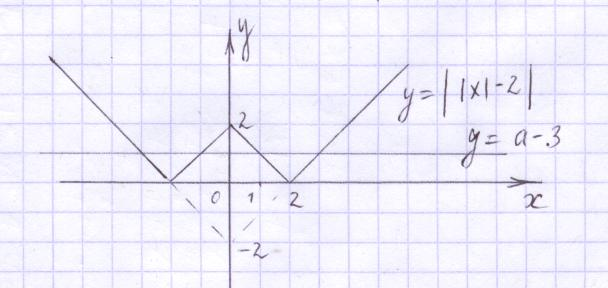 y
y = | |x| - 2 |
2
y = a - 3
0 1 2
x
-2